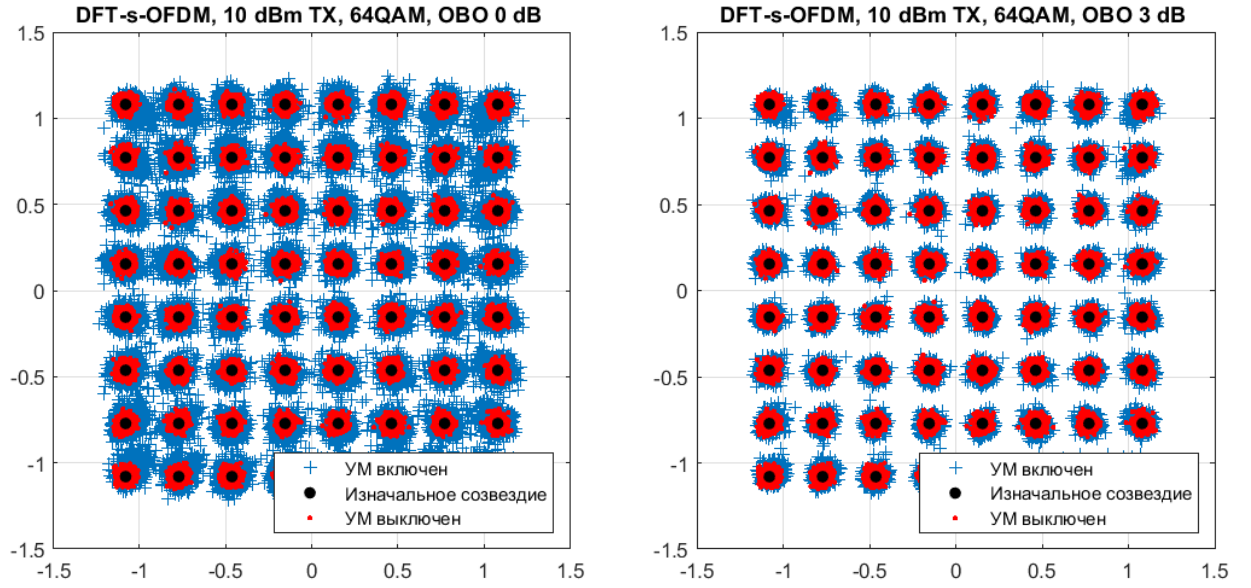 DFT-s-OFDM, 10 dBm TX, 64QAM, OBO 0 dB
1.5
1
0.5
0
-0.5
-1
-1.5
УМ включен
Изначальное созвездие
УМ выключен
-1.5 -1 -0.5 0 0.5 1 1.5
DFT-s-OFDM, 10 dBm TX, 64QAM, OBO 3 dB
1.5
1
0.5
0
-0.5
-1
-1.5
УМ включен
Изначальное созвездие
УМ выключен
-1.5 -1 -0.5 0 0.5 1 1.5